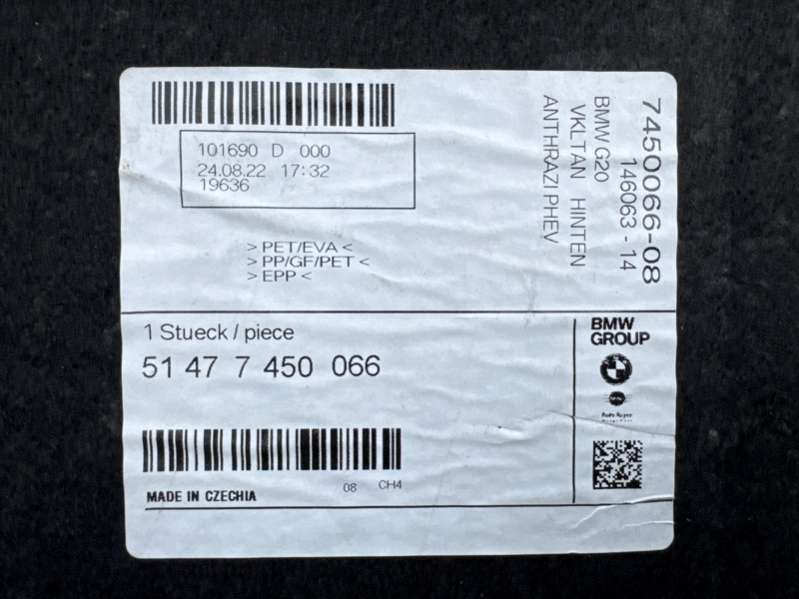 101690 D 000
24.08.22 17:32
19636
> PET/EVA <
> PP/GF/PET <
> EPP <
7450066-08
146063-14
BMW G20
VKLTAN HINTEN
ANTHRAZI PHEV
1 Stueck / piece
51 47 7 450 066
BMW
GROUP
08 CH4
MADE IN CZECHIA